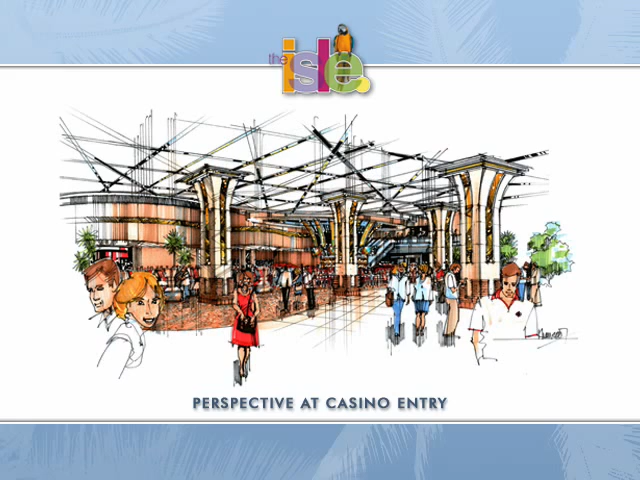 the isle.
PERSPECTIVE AT CASINO ENTRY